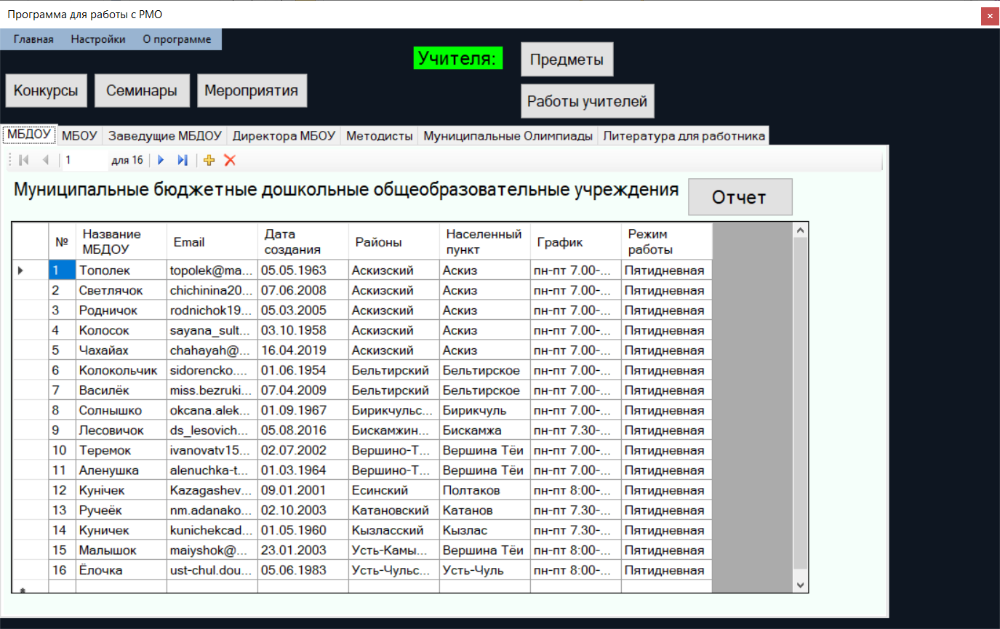 Программа для работы с РМО
Главная Настройки О программе
Учителя: Предметы
Конкурсы Семинары Мероприятия
Работы учителей
МБДОУ МБОУ Заведущие МБДОУ Директора МБОУ Методисты Муниципальные Олимпиады Литература для работника
1 для 16
Муниципальные бюджетные дошкольные общеобразовательные учреждения
Отчет
№ Название МБДОУ Email Дата создания Районы Населенный пункт График Режим работы
1 Тополек topolek@ma... 05.05.1963 Аскизский Аскиз пн-пт 7.00-... Пятидневная
2 Светлячок chichinina20... 07.06.2008 Аскизский Аскиз пн-пт 7.00-... Пятидневная
3 Родничок rodnichok19... 05.03.2005 Аскизский Аскиз пн-пт 7.00-... Пятидневная
4 Колосок sayana_sult... 03.10.1958 Аскизский Аскиз пн-пт 7.00-... Пятидневная
5 Чахайах chahayah@... 16.04.2019 Аскизский Аскиз пн-пт 7.00-... Пятидневная
6 Колокольчик sidorencko.... 01.06.1954 Бельтирский Бельтирское пн-пт 7.00-... Пятидневная
7 Василёк miss.bezruki... 07.04.2009 Бельтирский Бельтирское пн-пт 7.00-... Пятидневная
8 Солнышко okcana.alek... 01.09.1967 Бирикчульс... Бирикчуль пн-пт 7.00-... Пятидневная
9 Лесовичок ds_lesovich... 05.08.2016 Бискамжин... Бискамжа пн-пт 7.30-... Пятидневная
10 Теремок ivanovatv15... 02.07.2002 Вершино-Т... Вершина Тёи пн-пт 7.00-... Пятидневная
11 Аленушка alenuchka-t... 01.03.1964 Вершино-Т... Вершина Тёи пн-пт 7.00-... Пятидневная
12 Кунiчек Kazagashev... 09.01.2001 Есинский Полтаков пн-пт 8:00-... Пятидневная
13 Ручеёк nm.adanako... 02.10.2003 Катановский Катанов пн-пт 7.30-... Пятидневная
14 Куничек kunichekcad... 01.05.1960 Кызласский Кызлас пн-пт 7.30-... Пятидневная
15 Малышок maiyshok@... 23.01.2003 Усть-Камы... Вершина Тёи пн-пт 8:00-... Пятидневная
16 Ёлочка ust-chul.dou... 05.06.1983 Усть-Чульс... Усть-Чуль пн-пт 8:00-... Пятидневная